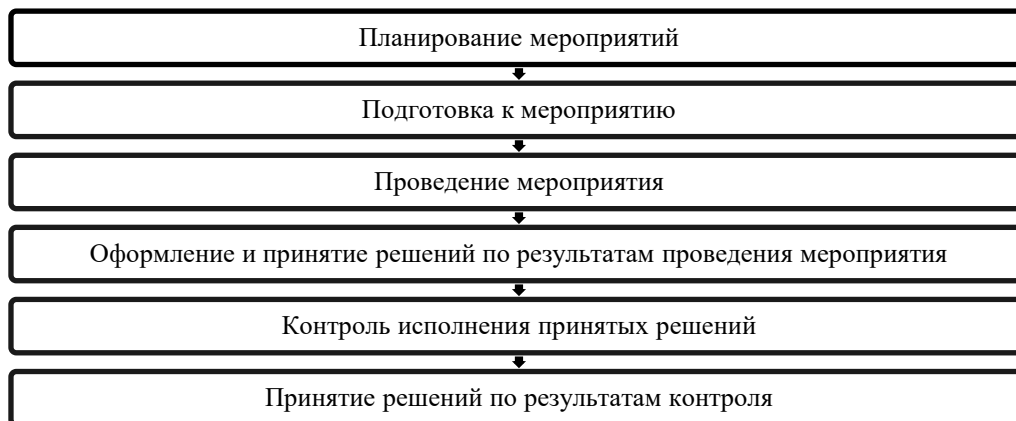 Планирование мероприятий
Подготовка к мероприятию
Проведение мероприятия
Оформление и принятие решений по результатам проведения мероприятия
Контроль исполнения принятых решений
Принятие решений по результатам контроля